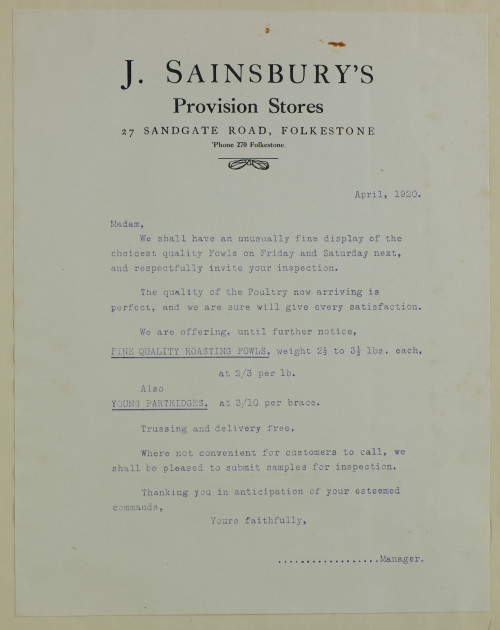 J. SAINSBURY'S
Provision Stores
27 SANDGATE ROAD, FOLKESTONE
'Phone 270 Folkestone.
April, 1920.
Madam,
We shall have an unusually fine display of the
choicest quality Fowls on Friday and Saturday next,
and respectfully invite your inspection.
The quality of the Poultry now arriving is
perfect, and we are sure will give every satisfaction.
We are offering, until further notice,
FINE QUALITY ROASTING FOWLS, weight 2½ to 3½ lbs. each,
at 2/3 per lb.
Also
YOUNG PARTRIDGES, at 3/10 per brace.
Trussing and delivery free.
Where not convenient for customers to call, we
shall be pleased to submit samples for inspection.
Thanking you in anticipation of your esteemed
commands,
Yours faithfully,
..................Manager.